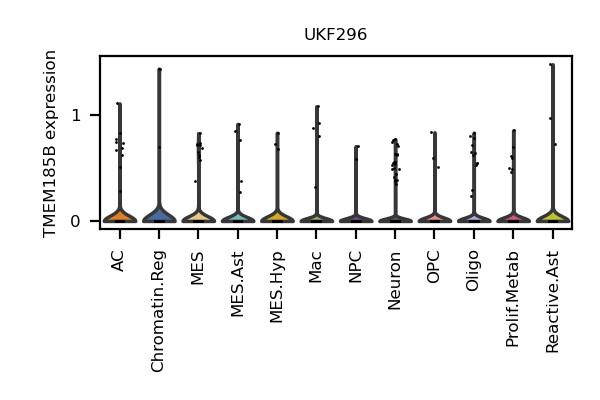 UKF296
TMEM185B expression
1
0
AC
Chromatin.Reg
MES
MES.Ast
MES.Hyp
Mac
NPC
Neuron
OPC
Oligo
Prolif.Metab
Reactive.Ast